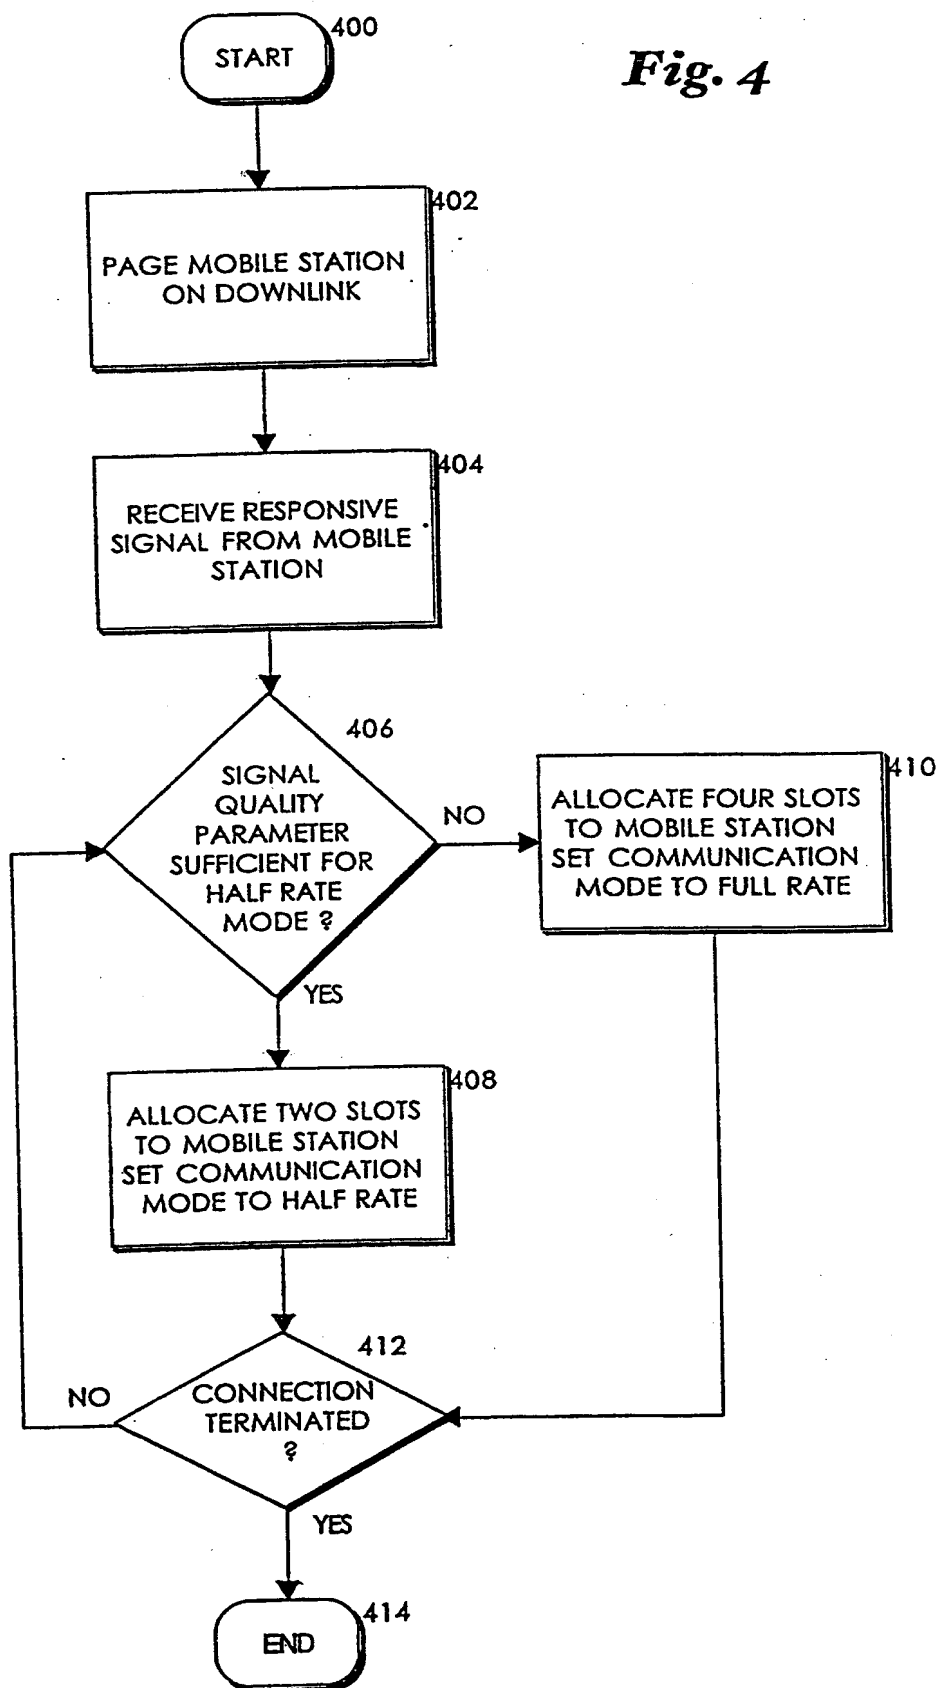 400
START
Fig. 4
402
PAGE MOBILE STATION
ON DOWNLINK
404
RECEIVE RESPONSIVE
SIGNAL FROM MOBILE
STATION
406
SIGNAL
QUALITY
PARAMETER
SUFFICIENT FOR
HALF RATE
MODE ?
NO
410
ALLOCATE FOUR SLOTS
TO MOBILE STATION
SET COMMUNICATION
MODE TO FULL RATE
YES
408
ALLOCATE TWO SLOTS
TO MOBILE STATION
SET COMMUNICATION
MODE TO HALF RATE
412
NO
CONNECTION
TERMINATED
?
YES
414
END